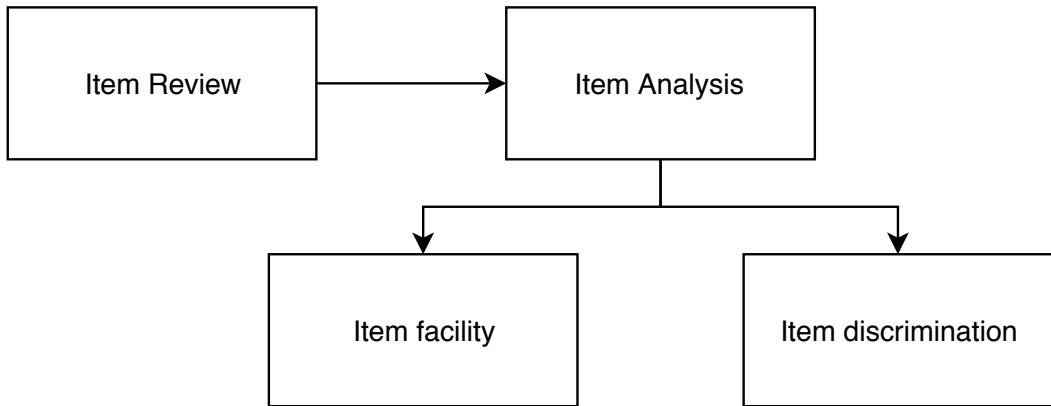 Item Review
Item Analysis
Item facility
Item discrimination